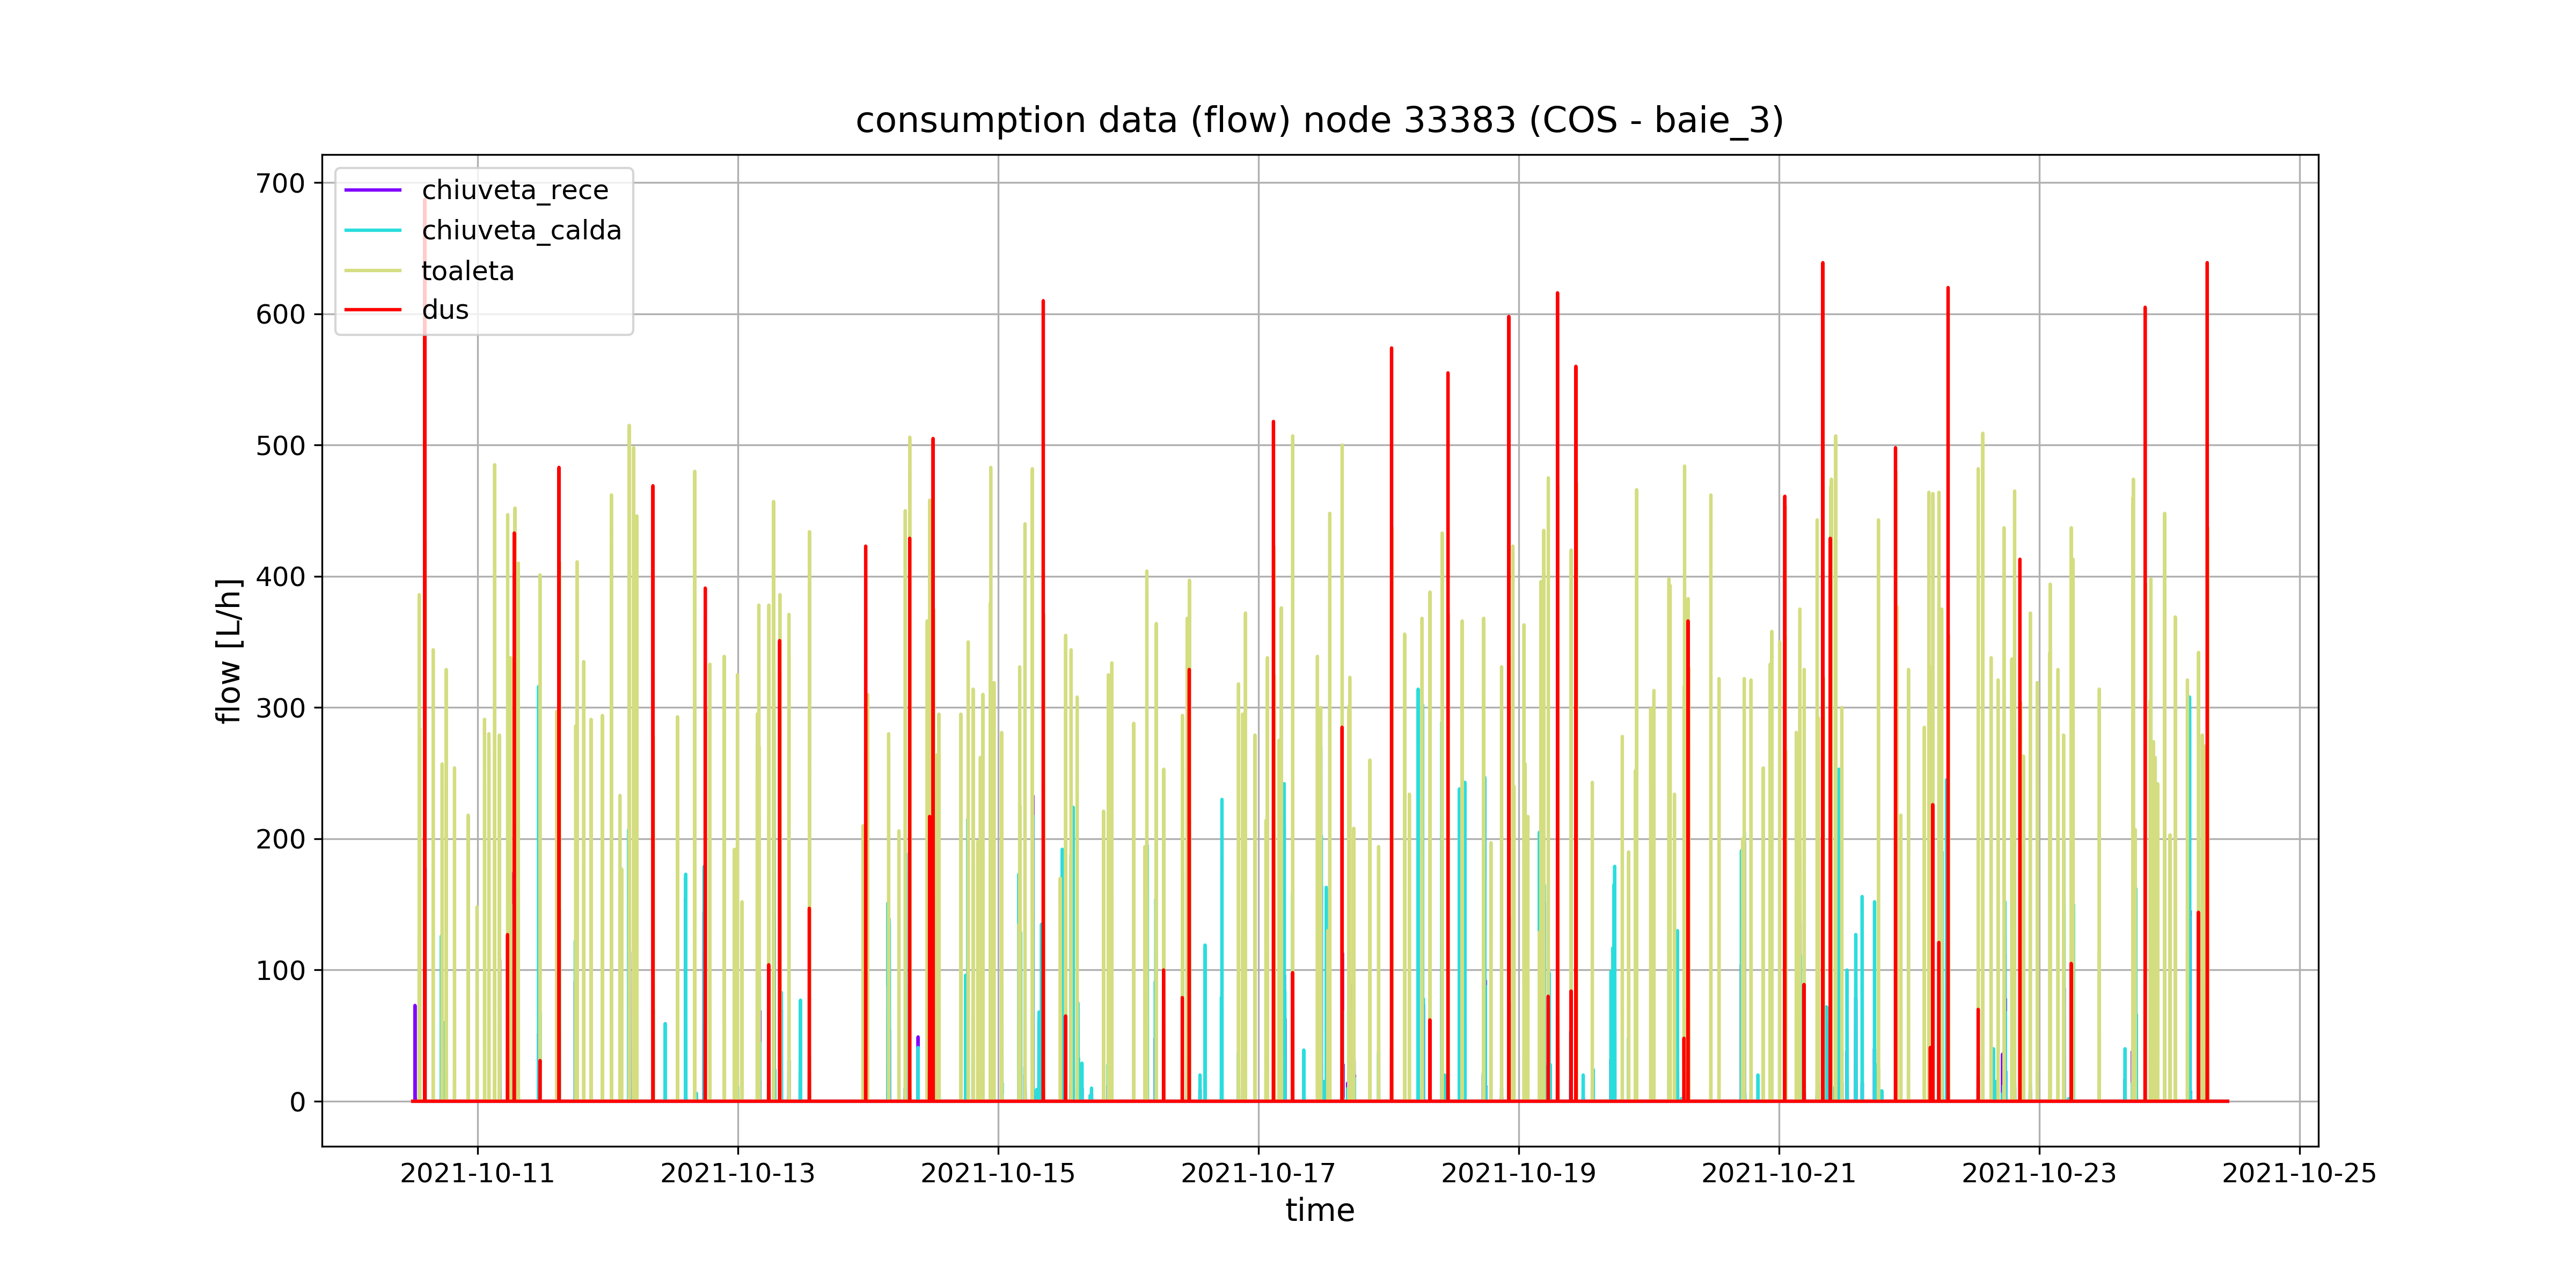 consumption data (flow) node 33383 (COS - baie_3)
chiuveta_rece
chiuveta_calda
toaleta
dus
flow [L/h]
700
600
500
400
300
200
100
0
2021-10-11 2021-10-13 2021-10-15 2021-10-17 2021-10-19 2021-10-21 2021-10-23 2021-10-25
time